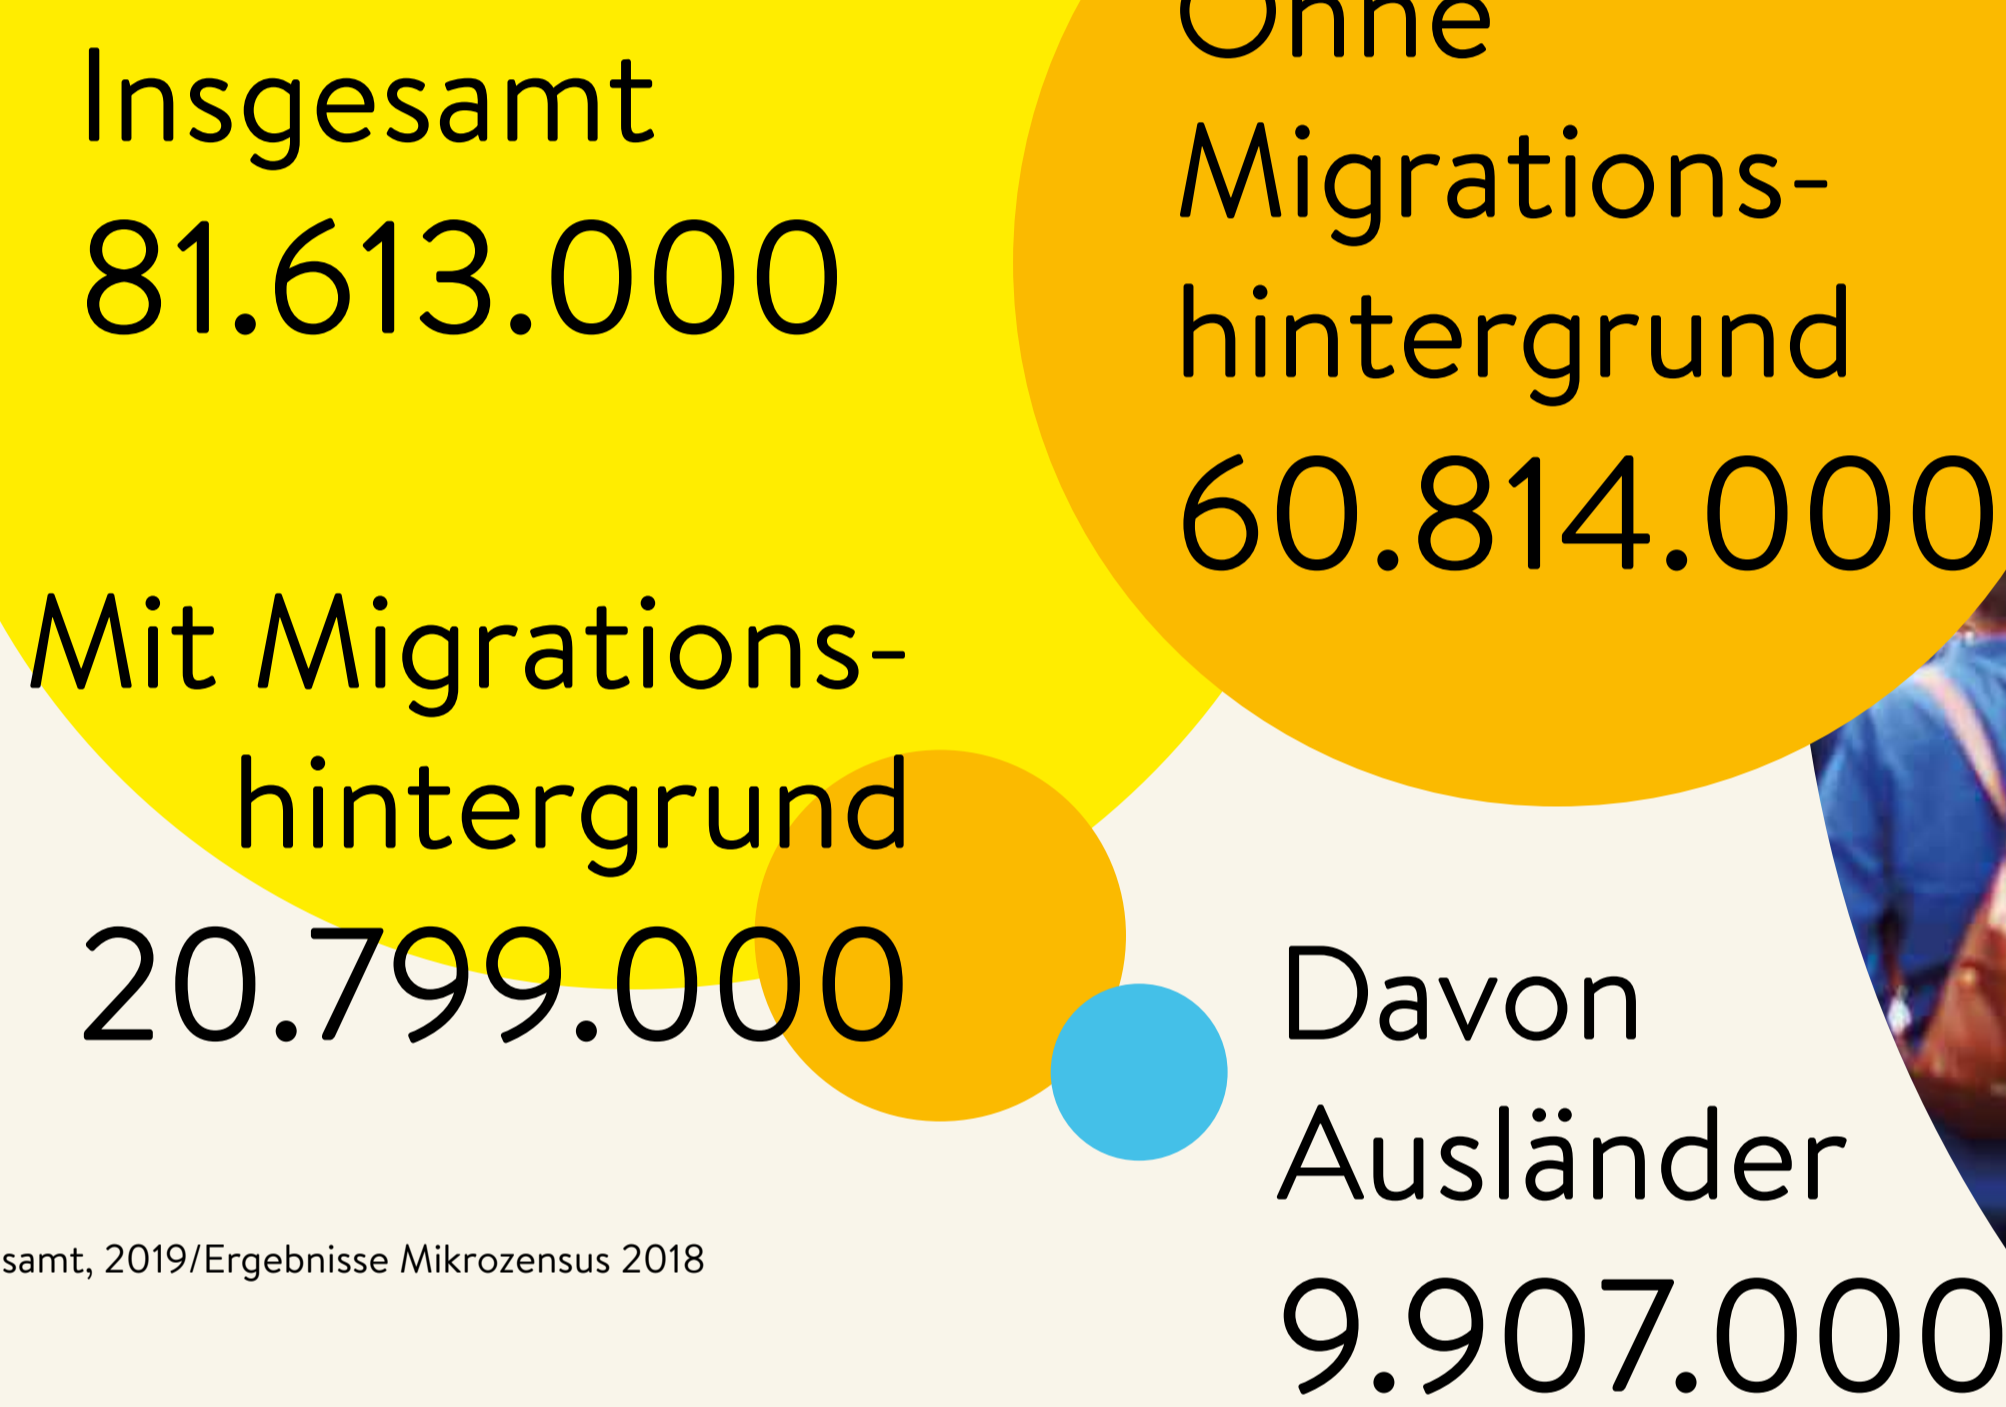 Insgesamt
81.613.000
Ohne
Migrations-
hintergrund
60.814.000
Mit Migrations-
hintergrund
20.799.000
Davon
Ausländer
9.907.000
samt, 2019/Ergebnisse Mikrozensus 2018